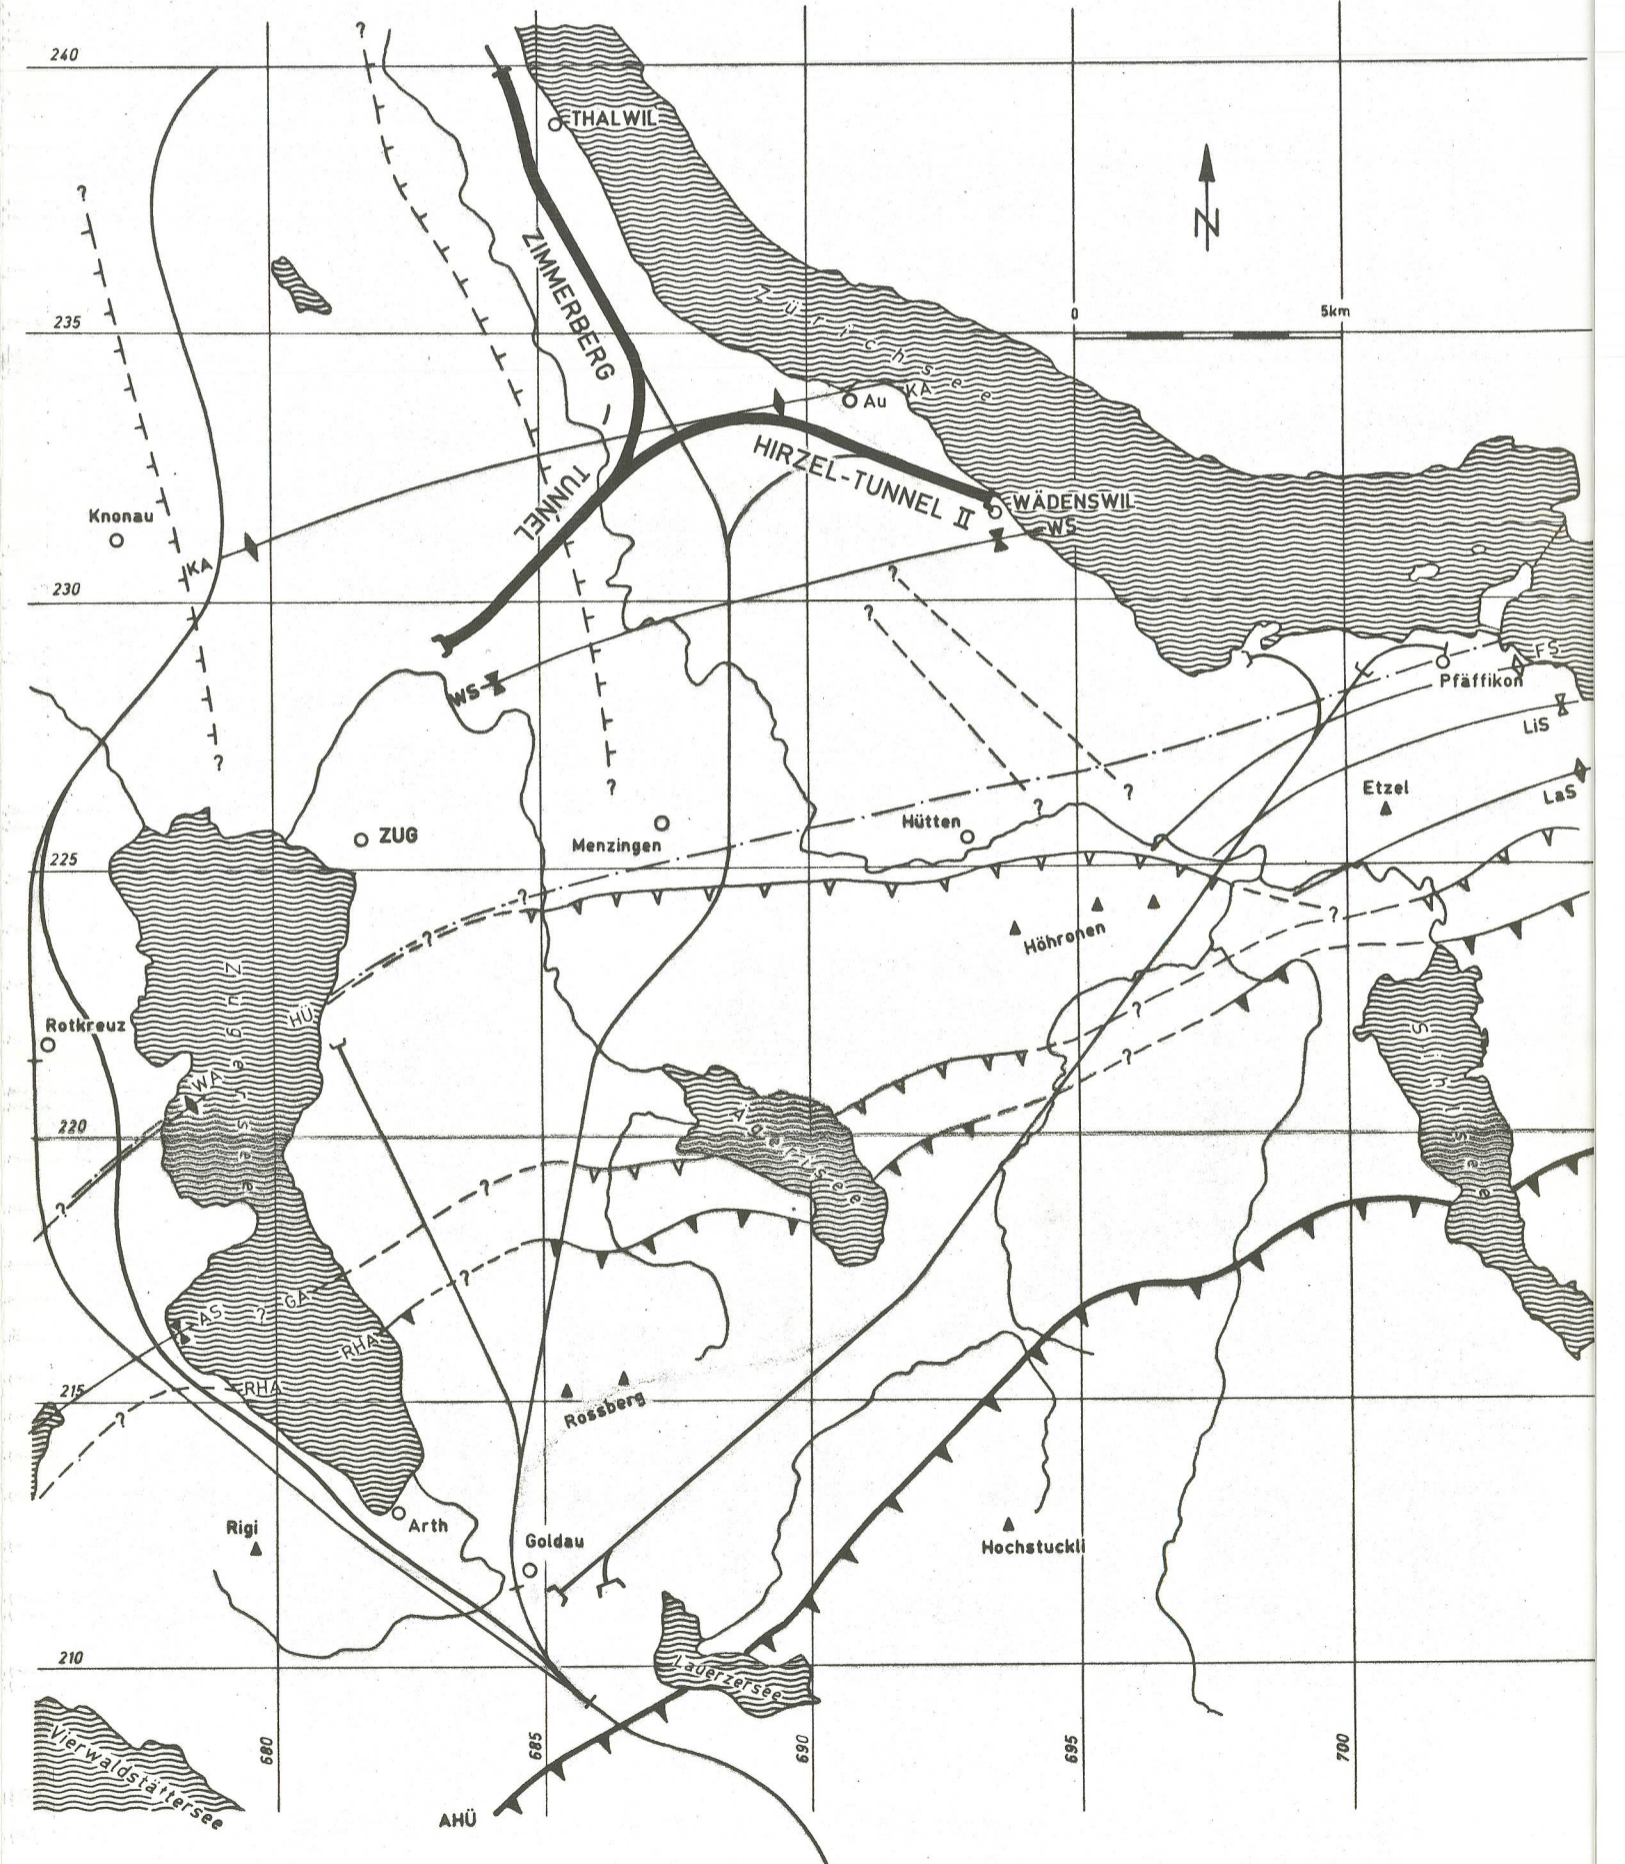 ?
240
THALWIL
?
N
ZIMMERBERG
Zürichsee
0
5km
235
KA
Au
HIRZEL-TUNNEL II
TUNNEL
WÄDENSWIL
WS
Knonau
KA
?
230
?
FS
Pfäffikon
WS
LiS
?
?
Etzel
LaS
?
?
Hütten
ZUG
Menzingen
225
?
?
?
Höhronen
Zugersee
HÜ
?
Sihlsee
Rotkreuz
?
WA
Ägerisee
220
?
?
?
AS
?
GA
RHA
RHA
215
?
Rossberg
Rigi
Arth
Goldau
Hochstuckli
210
Lauerzersee
Vierwaldstättersee
680
685
690
695
700
AHÜ